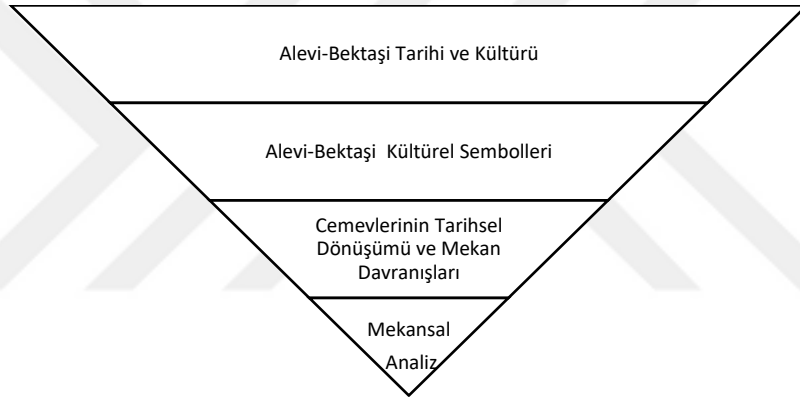 Alevi-Bektaşi Tarihi ve Kültürü
Alevi-Bektaşi Kültürel Sembolleri
Cemevlerinin Tarihsel
Dönüşümü ve Mekan
Davranışları
Mekansal
Analiz